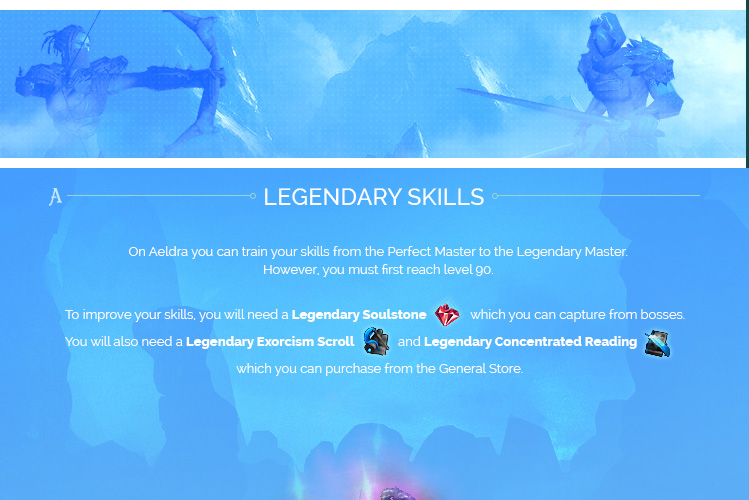 A
LEGENDARY SKILLS
On Aeldra you can train your skills from the Perfect Master to the Legendary Master.
However, you must first reach level 90.
To improve your skills, you will need a Legendary Soulstone which you can capture from bosses.
You will also need a Legendary Exorcism Scroll and Legendary Concentrated Reading
which you can purchase from the General Store.